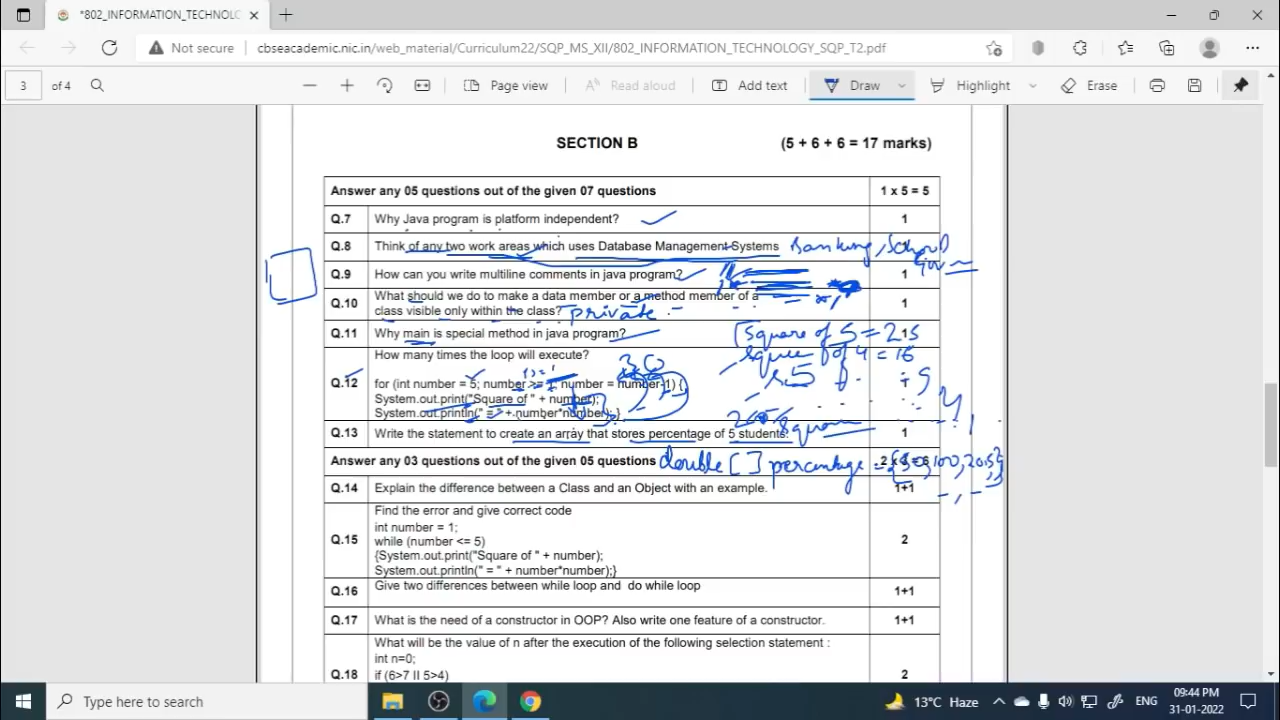 *802_INFORMATION_TECHNOLOG
Not secure
cbseacademic.nic.in/web_material/Curriculum22/SQP_MS_XII/802_INFORMATION_TECHNOLOGY_SQP_T2.pdf
3 of 4
Page view
Read aloud
Add text
Draw
Highlight
Erase
SECTION B (5 + 6 + 6 = 17 marks)
Answer any 05 questions out of the given 07 questions 1 x 5 = 5
Q.7 Why Java program is platform independent? 1
Q.8 Think of any two work areas which uses Database Management Systems Banking, School
Q.9 How can you write multiline comments in java program? 1
Q.10 What should we do to make a data member or a method member of a
class visible only within the class? private 1
Q.11 Why main is special method in java program? 1
Square of 5 = 25
How many times the loop will execute?
square of 4 = 16
Q.12 for (int number = 5; number >= number = number-1) {
System.out.print("Square of " + number);
System.out.println(" = " + number*number); }
Square
Q.13 Write the statement to create an array that stores percentage of 5 students. 1
Answer any 03 questions out of the given 05 questions 2 x = 6
double [ ] percentage = { 50, 100, 20.5
Q.14 Explain the difference between a Class and an Object with an example. 1+1
Q.15 Find the error and give correct code
int number = 1;
while (number <= 5)
{System.out.print("Square of " + number);
System.out.println(" = " + number*number);}
2
Q.16 Give two differences between while loop and do while loop 1+1
Q.17 What is the need of a constructor in OOP? Also write one feature of a constructor. 1+1
Q.18 What will be the value of n after the execution of the following selection statement :
int n=0;
if (6>7 II 5>4)
2
Type here to search
13°C Haze
ENG
09:44 PM
31-01-2022